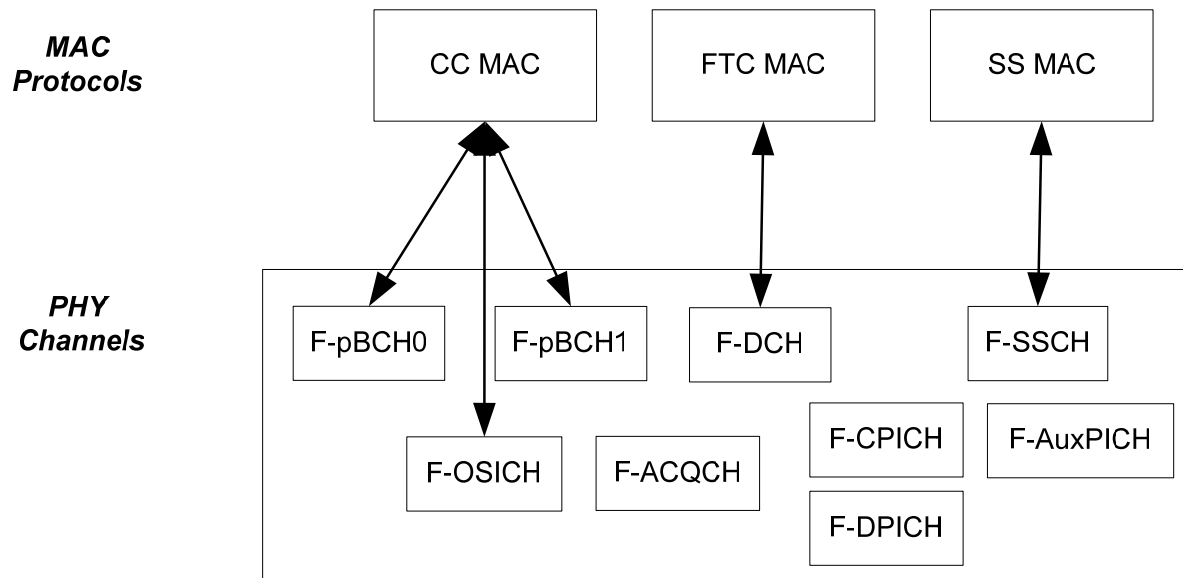 MAC
Protocols
CC MAC
FTC MAC
SS MAC
PHY
Channels
F-pBCH0
F-pBCH1
F-DCH
F-SSCH
F-CPICH
F-AuxPICH
F-OSICH
F-ACQCH
F-DPICH